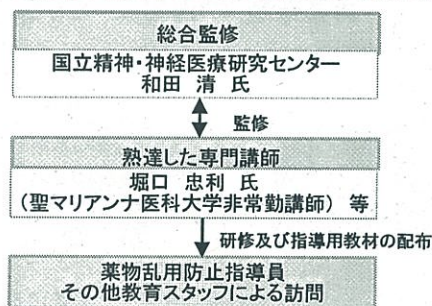 総合監修
国立精神・神経医療研究センター
和田 清 氏
監修
熟達した専門講師
堀口 忠利 氏
(聖マリアンナ医科大学非常勤講師) 等
研修及び指導用教材の配布
薬物乱用防止指導員
その他教育スタッフによる訪問